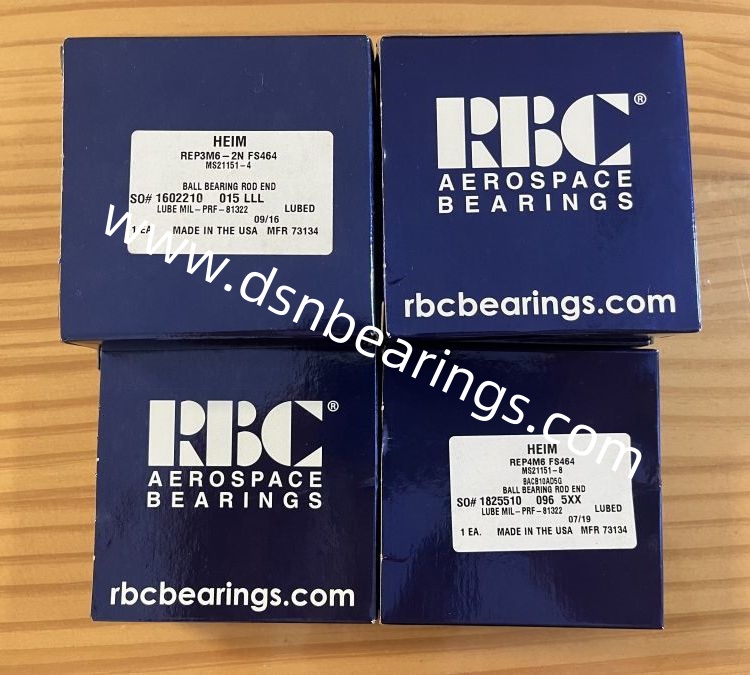 HEIM
REP3M6-2N FS464
MS21151-4
BALL BEARING ROD END
SO# 1602210 015 LLL
LUBE MIL-PRF-81322 LUBED
09/16
1 EA. MADE IN THE USA MFR 73134
RBC®
AEROSPACE
BEARINGS
rbcbearings.com
www.dsnbearings.com
RBC®
AEROSPACE
BEARINGS
rbcbearings.com
HEIM
REP4M6 FS464
MS21151-8
BACB10AD5G
BALL BEARING ROD END
SO# 1825510 096 5XX
LUBE MIL-PRF-81322 LUBED
07/19
1 EA. MADE IN THE USA MFR 73134